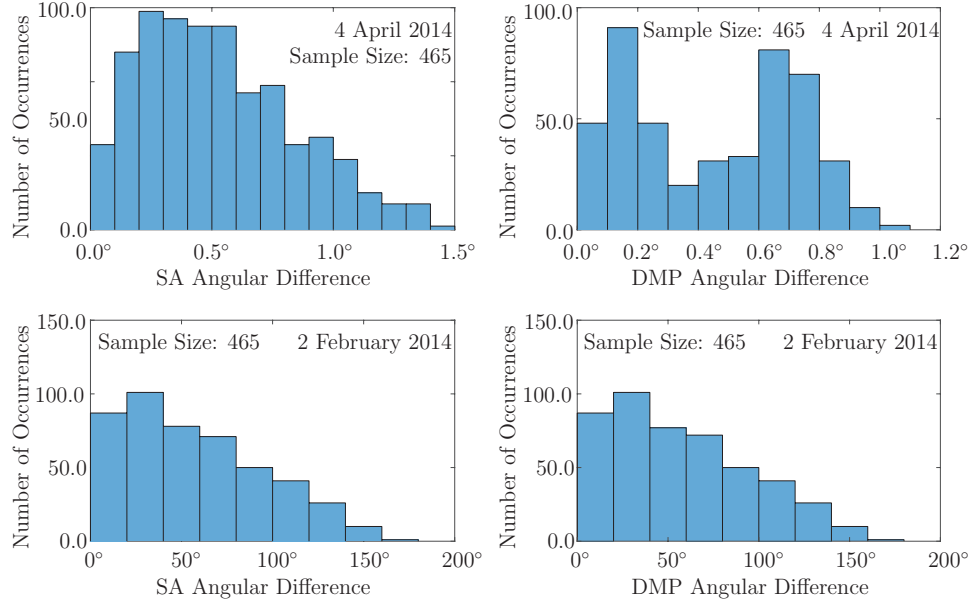 100.0
50.0
0.0
Number of Occurrences
4 April 2014
Sample Size: 465
0.0° 0.5° 1.0° 1.5°
SA Angular Difference
100.0
50.0
0.0
Number of Occurrences
Sample Size: 465 4 April 2014
0.0° 0.2° 0.4° 0.6° 0.8° 1.0° 1.2°
DMP Angular Difference
150.0
100.0
50.0
0.0
Number of Occurrences
Sample Size: 465 2 February 2014
0° 50° 100° 150° 200°
SA Angular Difference
150.0
100.0
50.0
0.0
Number of Occurrences
Sample Size: 465 2 February 2014
0° 50° 100° 150° 200°
DMP Angular Difference